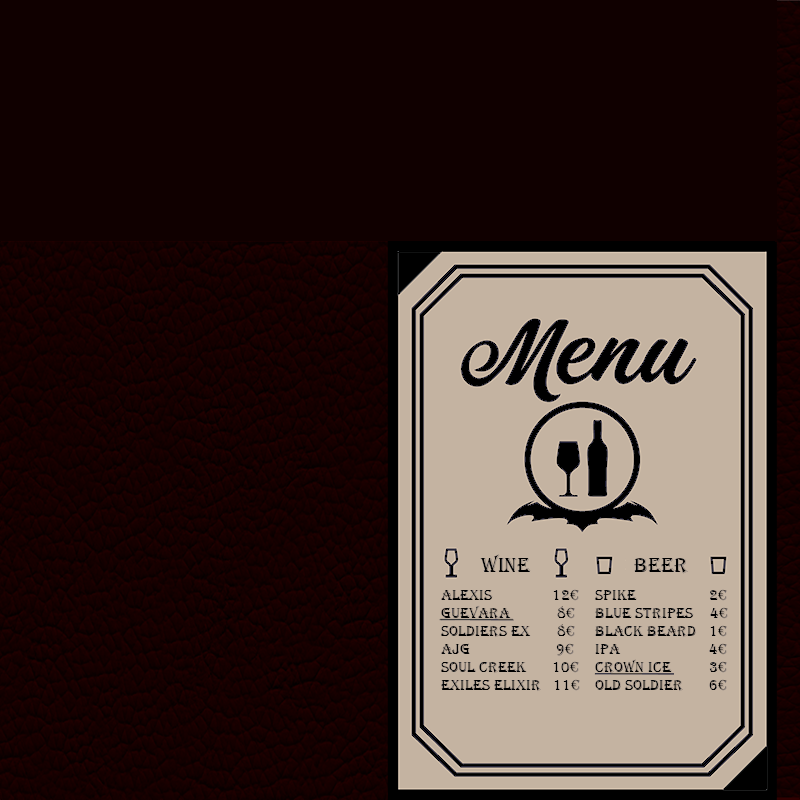 Menu
WINE BEER
ALEXIS 12€ SPIKE 2€
GUEVARA 8€ BLUE STRIPES 4€
SOLDIERS EX 8€ BLACK BEARD 1€
AJG 9€ IPA 4€
SOUL CREEK 10€ CROWN ICE 3€
EXILES ELIXIR 11€ OLD SOLDIER 6€